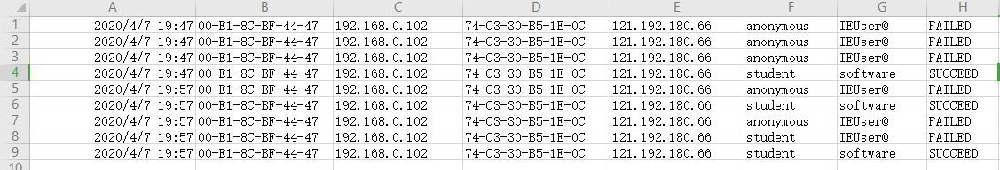 A B C D E F G H
1 2020/4/7 19:47 00-E1-8C-BF-44-47 192.168.0.102 74-C3-30-B5-1E-0C 121.192.180.66 anonymous IEUser@ FAILED
2 2020/4/7 19:47 00-E1-8C-BF-44-47 192.168.0.102 74-C3-30-B5-1E-0C 121.192.180.66 anonymous IEUser@ FAILED
3 2020/4/7 19:47 00-E1-8C-BF-44-47 192.168.0.102 74-C3-30-B5-1E-0C 121.192.180.66 anonymous IEUser@ FAILED
4 2020/4/7 19:47 00-E1-8C-BF-44-47 192.168.0.102 74-C3-30-B5-1E-0C 121.192.180.66 student software SUCCEED
5 2020/4/7 19:57 00-E1-8C-BF-44-47 192.168.0.102 74-C3-30-B5-1E-0C 121.192.180.66 anonymous IEUser@ FAILED
6 2020/4/7 19:57 00-E1-8C-BF-44-47 192.168.0.102 74-C3-30-B5-1E-0C 121.192.180.66 student software SUCCEED
7 2020/4/7 19:57 00-E1-8C-BF-44-47 192.168.0.102 74-C3-30-B5-1E-0C 121.192.180.66 anonymous IEUser@ FAILED
8 2020/4/7 19:57 00-E1-8C-BF-44-47 192.168.0.102 74-C3-30-B5-1E-0C 121.192.180.66 student IEUser@ FAILED
9 2020/4/7 19:57 00-E1-8C-BF-44-47 192.168.0.102 74-C3-30-B5-1E-0C 121.192.180.66 student software SUCCEED
10